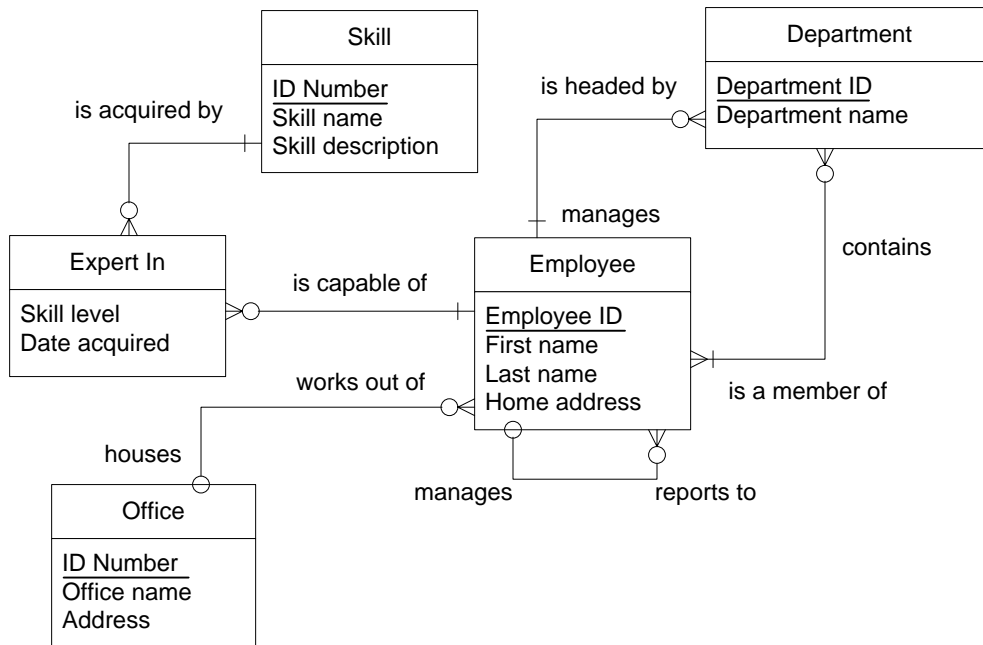 Skill
ID Number
Skill name
Skill description
Department
Department ID
Department name
is acquired by
is headed by
manages
contains
Expert In
Skill level
Date acquired
is capable of
Employee
Employee ID
First name
Last name
Home address
works out of
is a member of
houses
manages
reports to
Office
ID Number
Office name
Address